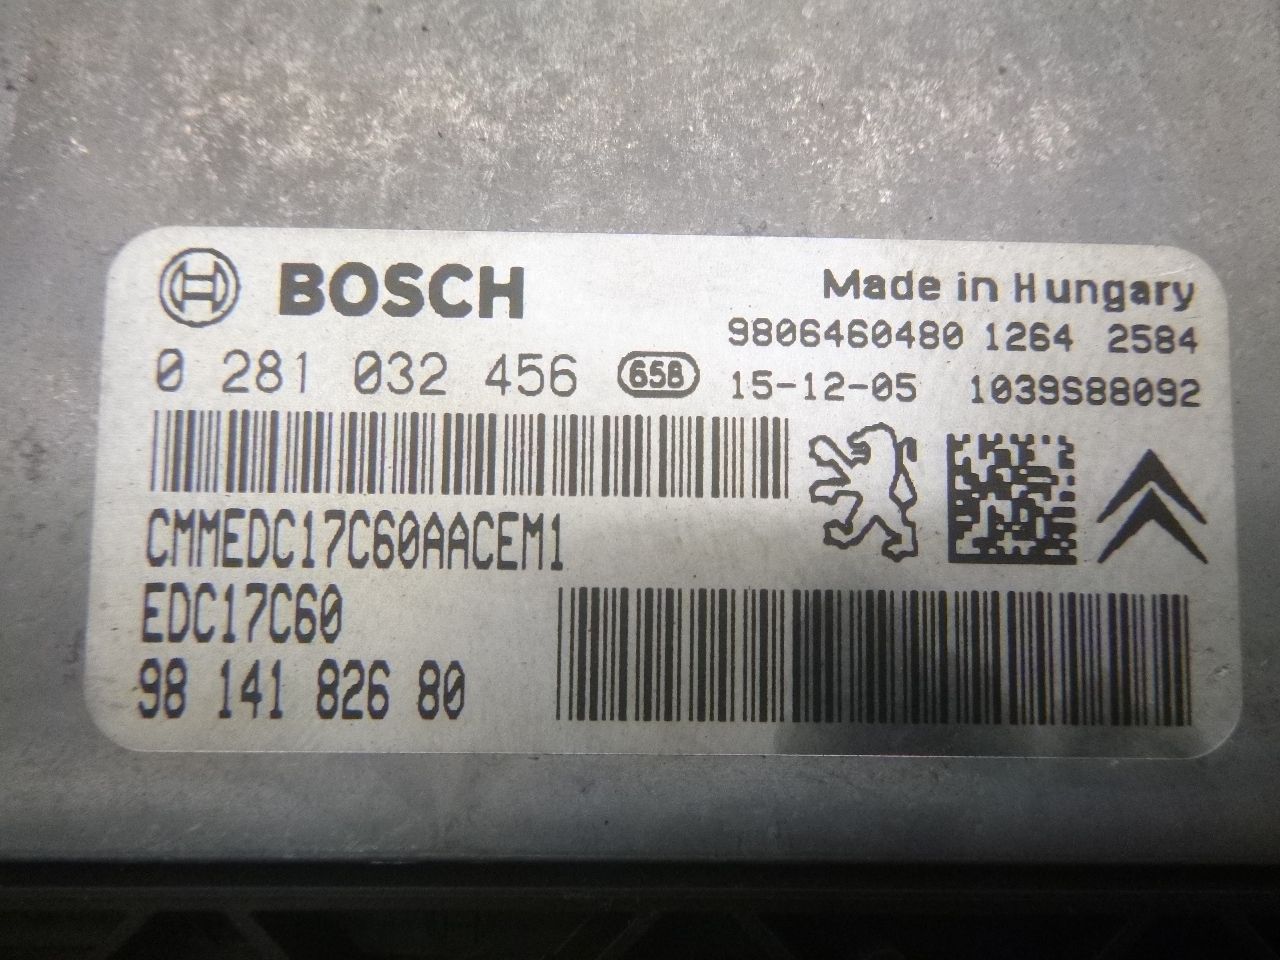 BOSCH
Made in Hungary
9806460480 1264 2584
0 281 032 456 65B 15-12-05 1039S88092
CMMEDC17C60AACEM1
EDC17C60
98 141 826 80